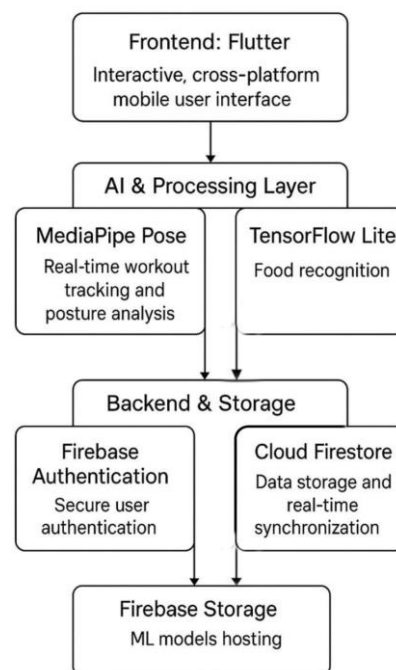 Frontend: Flutter
Interactive, cross-platform
mobile user interface
AI & Processing Layer
MediaPipe Pose
Real-time workout
tracking and
posture analysis
TensorFlow Lite
Food recognition
Backend & Storage
Firebase
Authentication
Secure user
authentication
Cloud Firestore
Data storage and
real-time
synchronization
Firebase Storage
ML models hosting